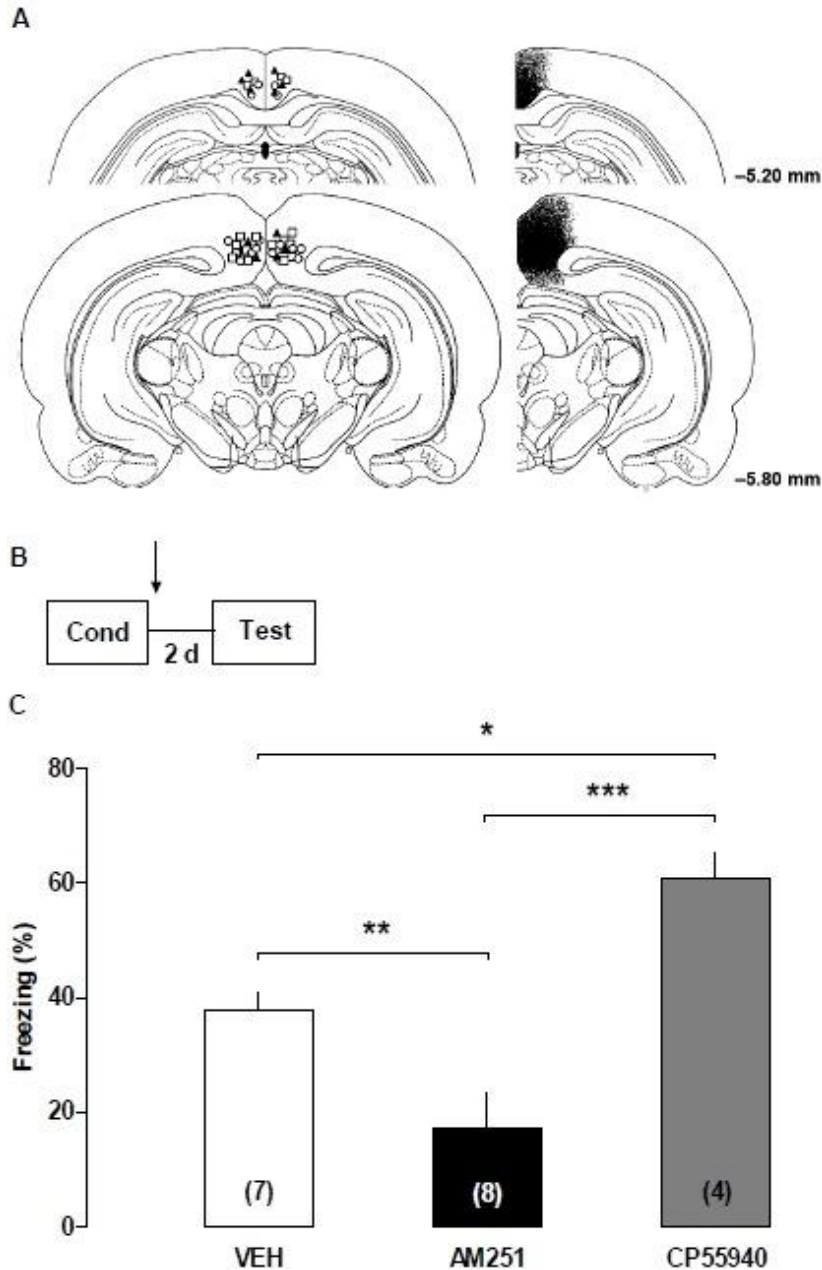 A
–5.20 mm
–5.80 mm
B
Cond
2 d
Test
C
*
80
***
60
**
40
20
0
Freezing (%)
(7)
(8)
(4)
VEH
AM251
CP55940